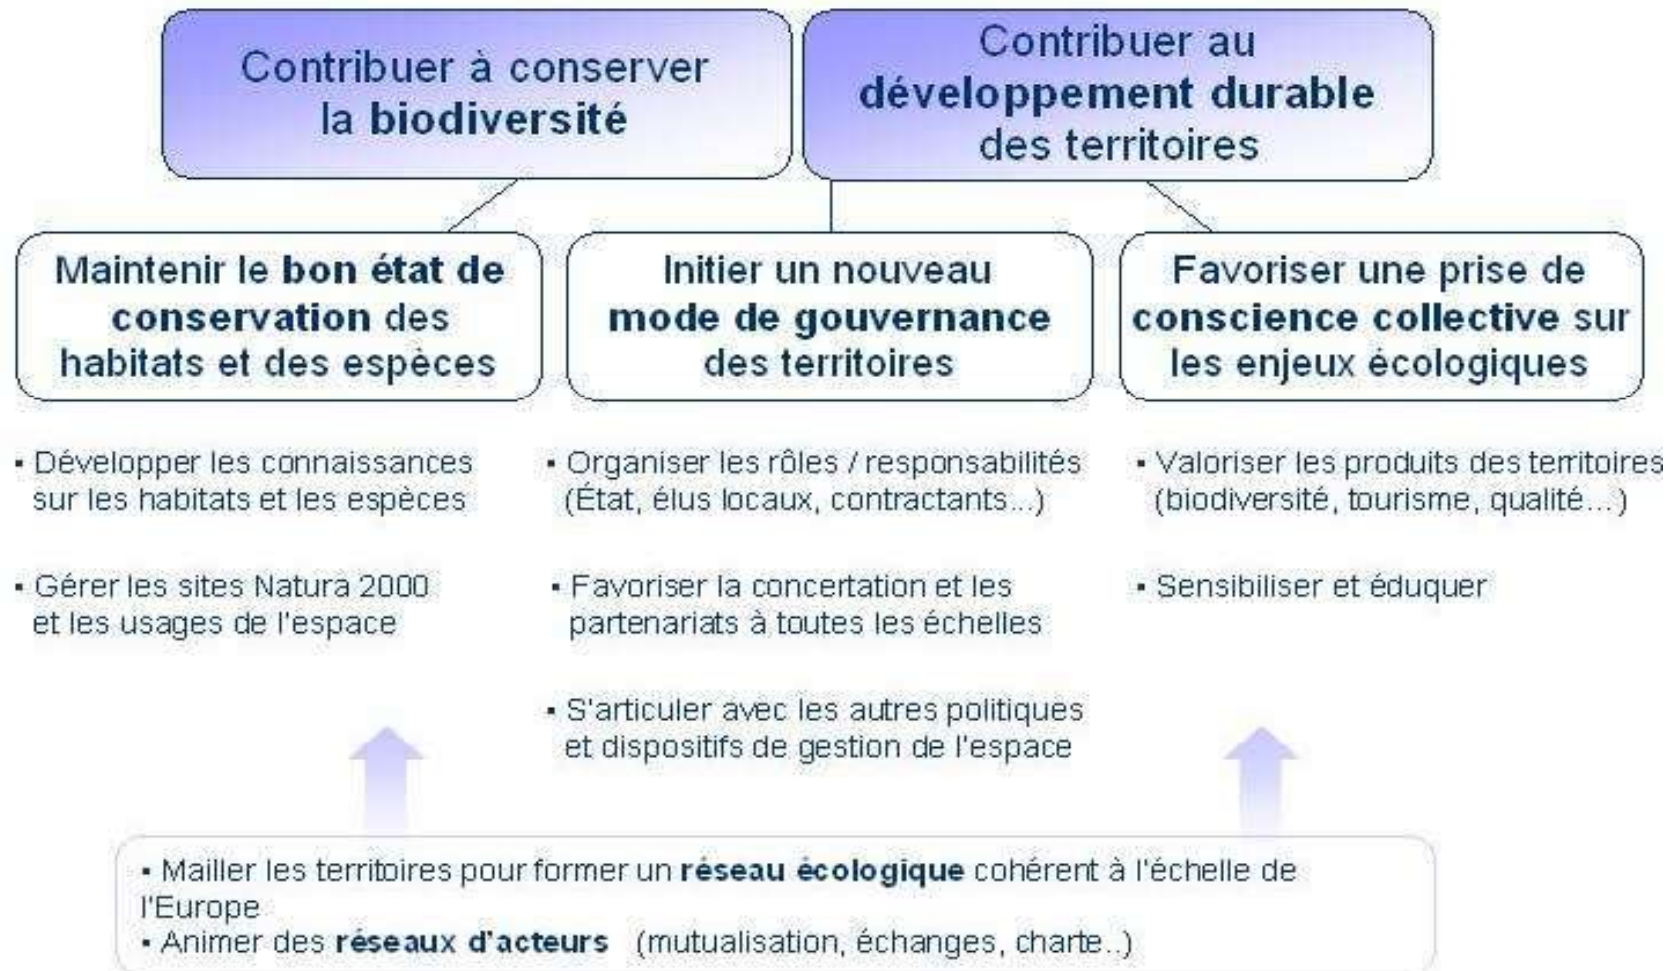 Contribuer à conserver
la biodiversité
Contribuer au
développement durable
des territoires
Maintenir le bon état de
conservation des
habitats et des espèces
Initier un nouveau
mode de gouvernance
des territoires
Favoriser une prise de
conscience collective sur
les enjeux écologiques
▪ Développer les connaissances
sur les habitats et les espèces
▪ Gérer les sites Natura 2000
et les usages de l'espace
▪ Organiser les rôles / responsabilités
(État, élus locaux, contractants...)
▪ Favoriser la concertation et les
partenariats à toutes les échelles
▪ S'articuler avec les autres politiques
et dispositifs de gestion de l'espace
▪ Valoriser les produits des territoires
(biodiversité, tourisme, qualité...)
▪ Sensibiliser et éduquer
▪ Mailler les territoires pour former un réseau écologique cohérent à l'échelle de
l'Europe
▪ Animer des réseaux d'acteurs (mutualisation, échanges, charte..)